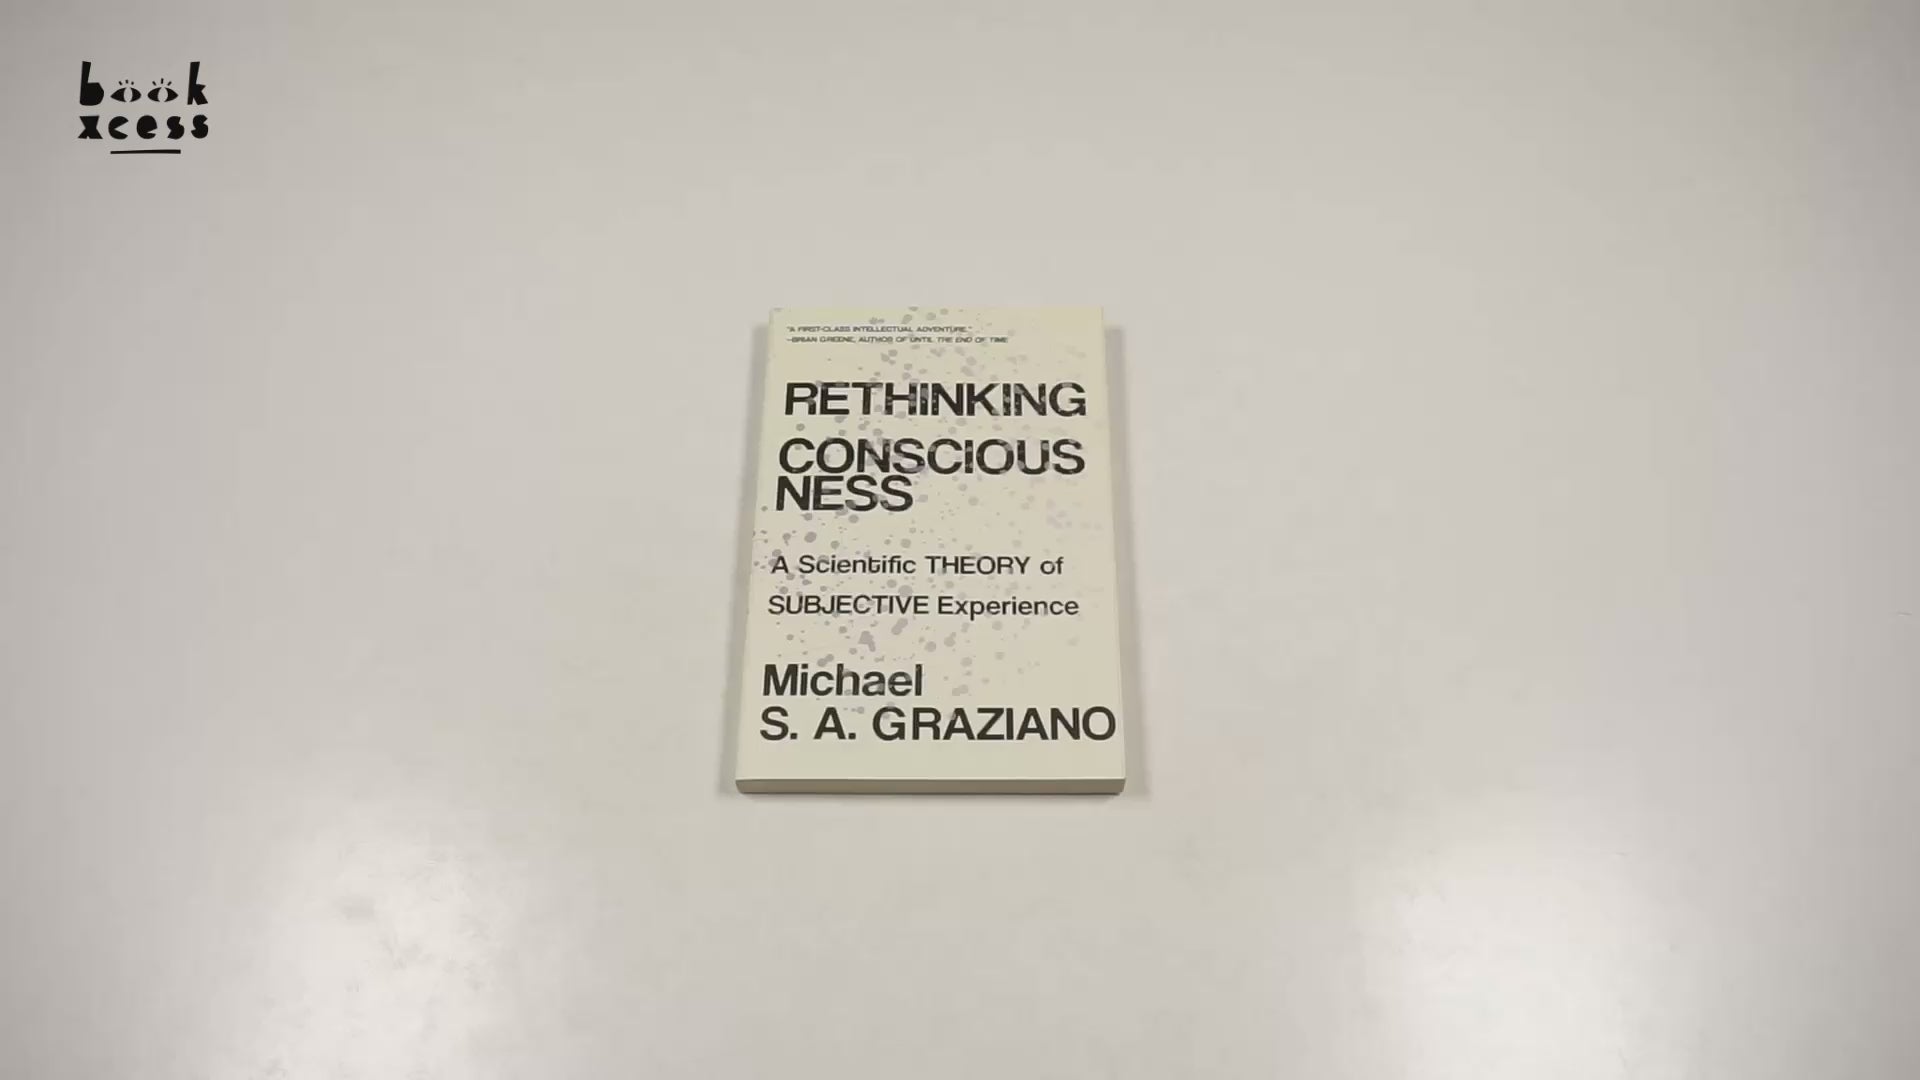 book
xcess
"A FIRST-CLASS INTELLECTUAL ADVENTURE."
—BRIAN GREENE, AUTHOR OF UNTIL THE END OF TIME
RETHINKING
CONSCIOUS
NESS
A Scientific THEORY of
SUBJECTIVE Experience
Michael
S. A. GRAZIANO